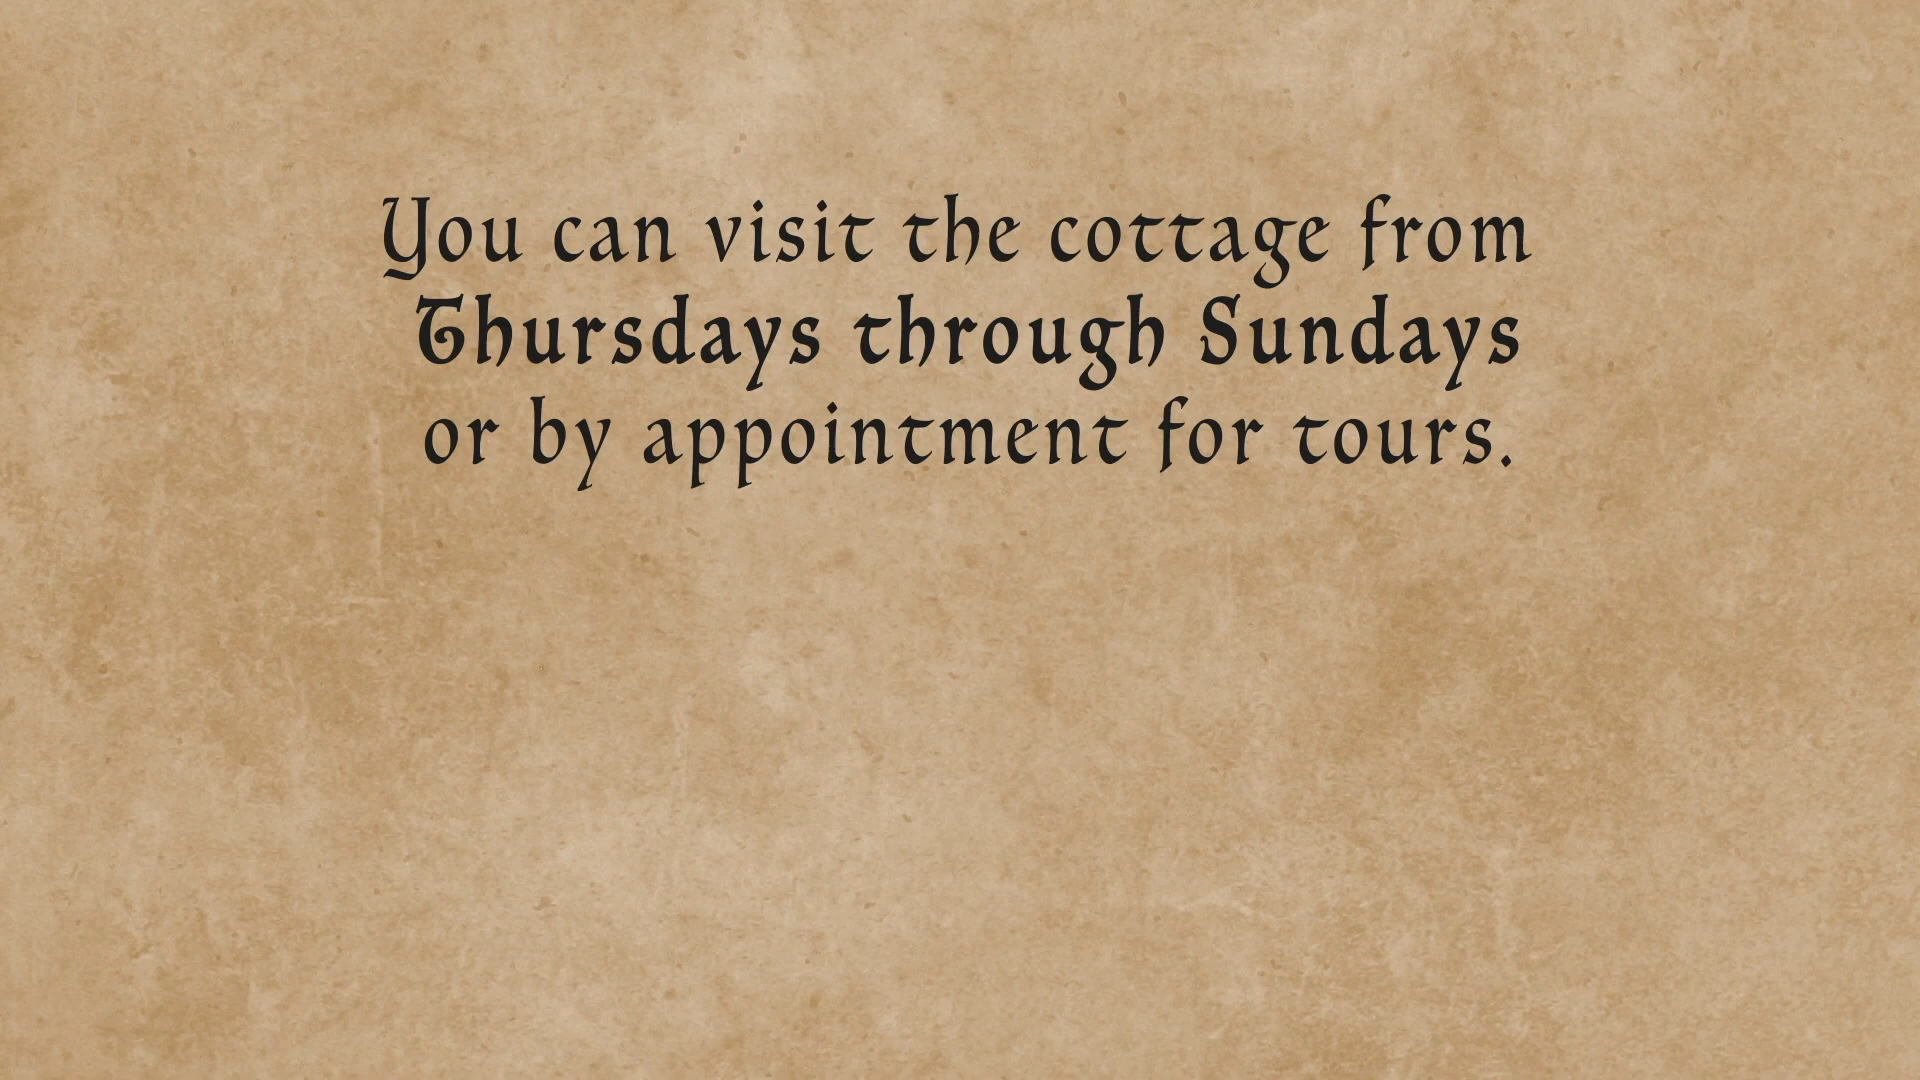 You can visit the cottage from
Thursdays through Sundays
or by appointment for tours.